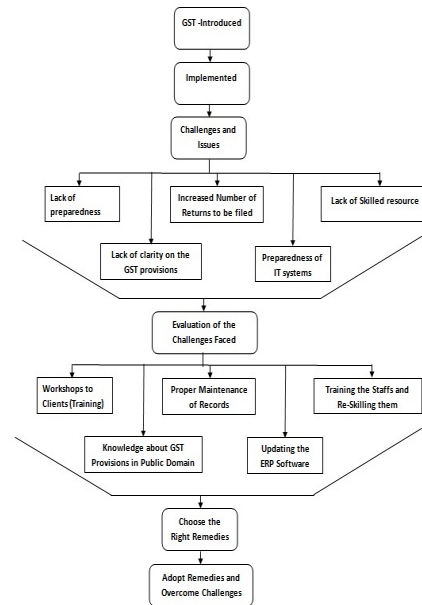 GST -Introduced
Implemented
Challenges and
Issues
Lack of
preparedness
Increased Number of
Returns to be filed
Lack of Skilled resource
Lack of clarity on the
GST provisions
Preparedness of
IT systems
Evaluation of the
Challenges Faced
Workshops to
Clients (Training)
Proper Maintenance
of Records
Training the Staffs and
Re-Skilling them
Knowledge about GST
Provisions in Public Domain
Updating the
ERP Software
Choose the
Right Remedies
Adopt Remedies and
Overcome Challenges